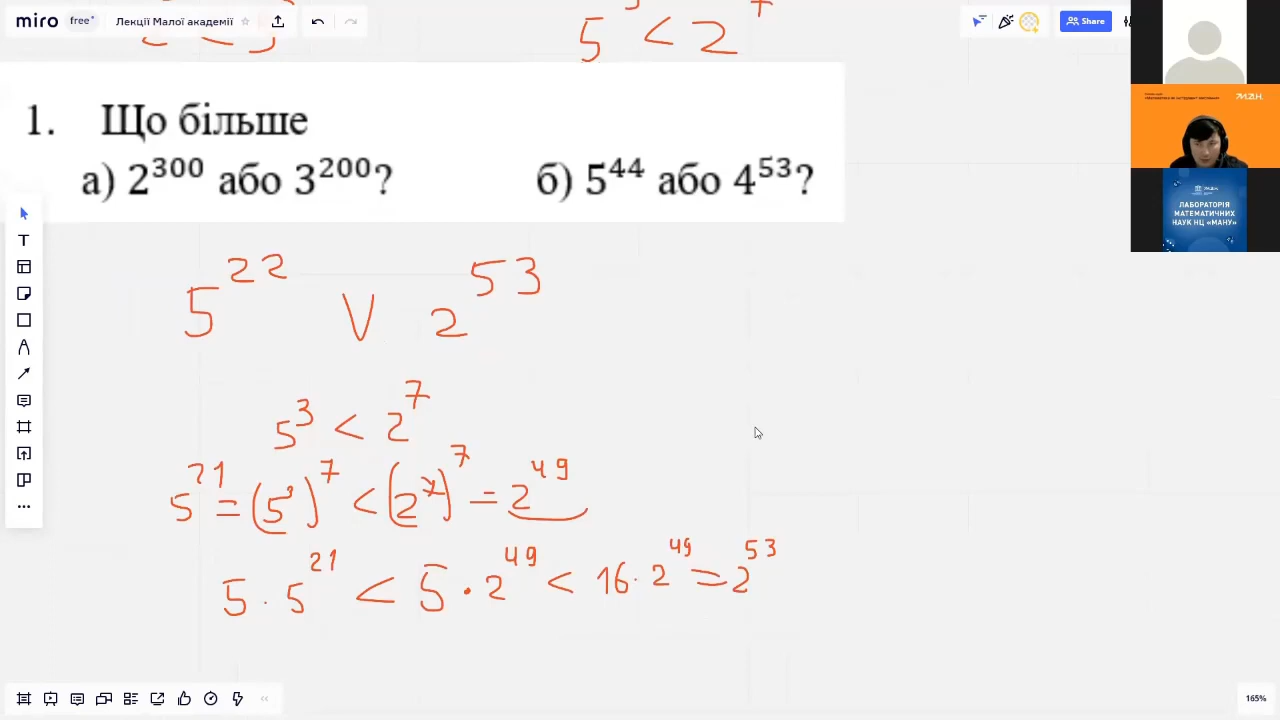 miro free Лекції Малої академії Share
5 < 2
1. Що більше
а) 2^300 або 3^200? б) 5^44 або 4^53?
5^22 V 2^53
5^3 < 2^7
5^21 = (5^3)^7 < (2^7)^7 = 2^49
5 · 5^21 < 5 · 2^49 < 16 · 2^49 = 2^53
ЛАБОРАТОРІЯ
МАТЕМАТИЧНИХ
НАУК НЦ «МАНУ»
165%